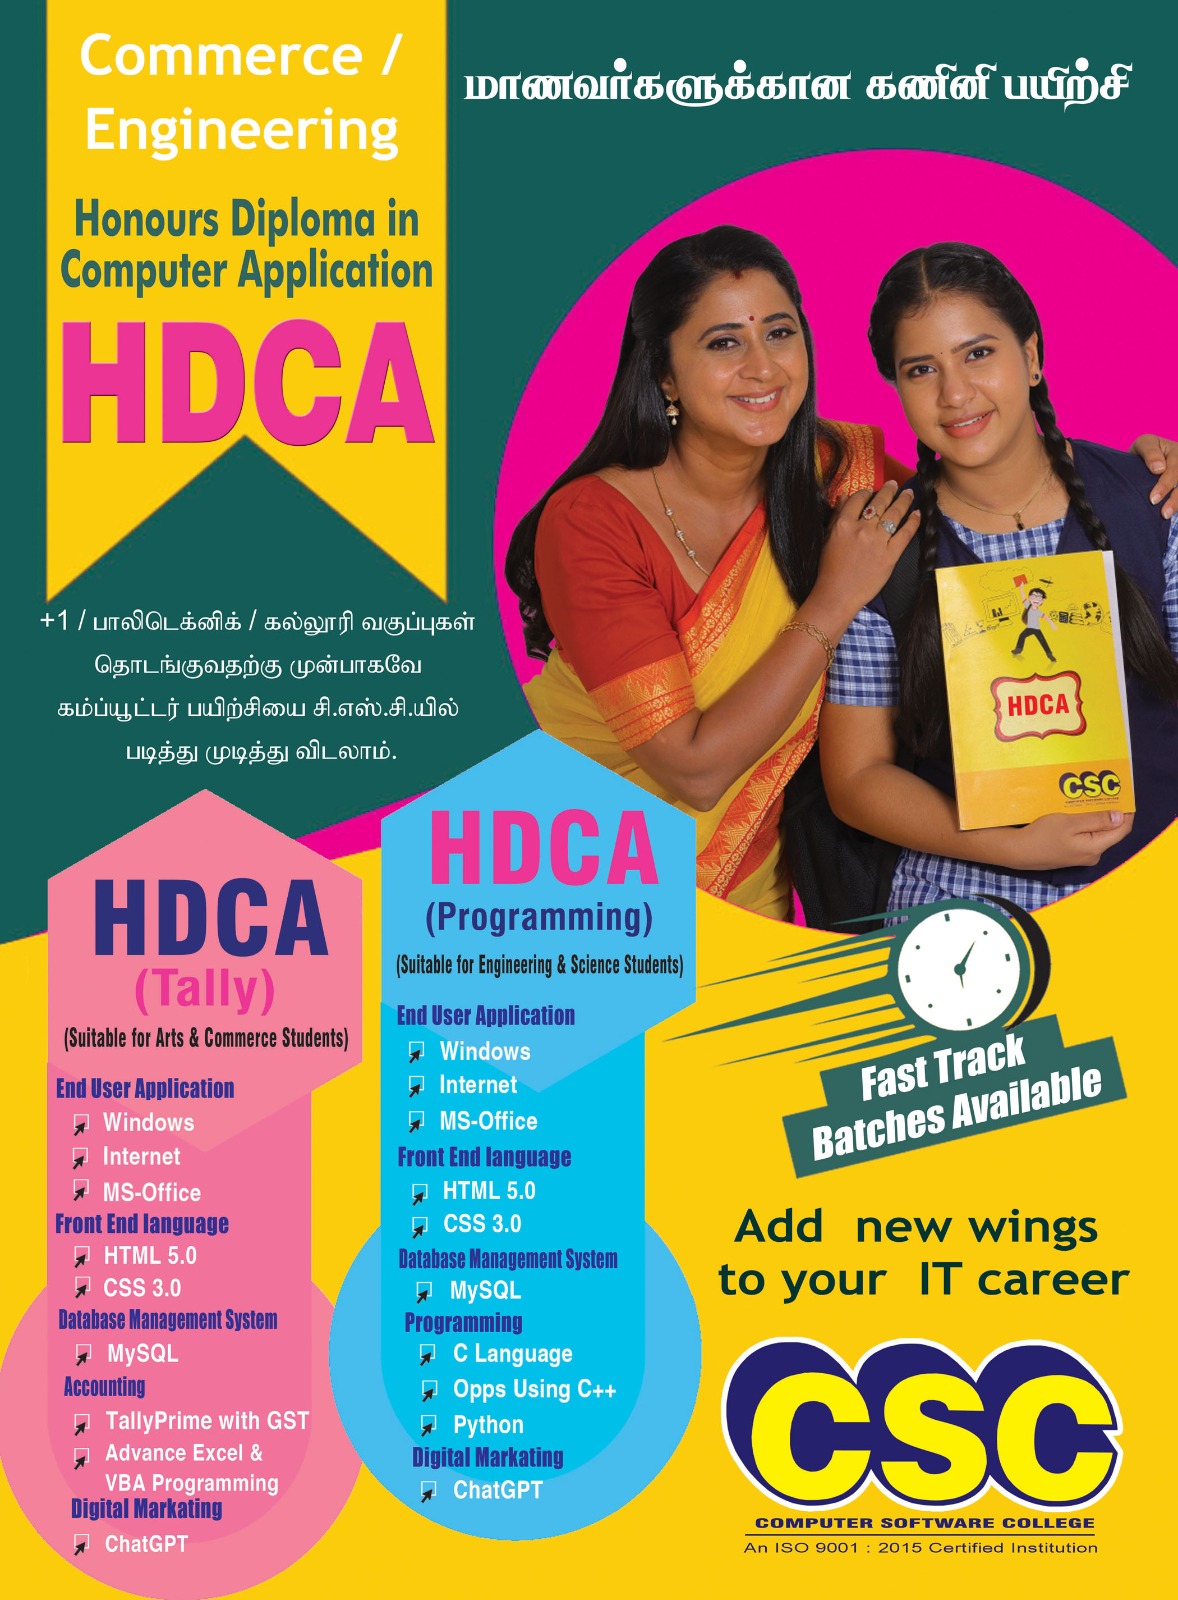 Commerce /
Engineering
Honours Diploma in
Computer Application
HDCA
மாணவர்களுக்கான கணினி பயிற்சி
+1 / பாலிடெக்னிக் / கல்லூரி வகுப்புகள்
தொடங்குவதற்கு முன்பாகவே
கம்ப்யூட்டர் பயிற்சியை சி.எஸ்.சி.யில்
படித்து முடித்து விடலாம்.
HDCA
CSC
HDCA
(Tally)
(Suitable for Arts & Commerce Students)
End User Application
Windows
Internet
MS-Office
Front End language
HTML 5.0
CSS 3.0
Database Management System
MySQL
Accounting
TallyPrime with GST
Advance Excel &
VBA Programming
Digital Markating
ChatGPT
HDCA
(Programming)
(Suitable for Engineering & Science Students)
End User Application
Windows
Internet
MS-Office
Front End language
HTML 5.0
CSS 3.0
Database Management System
MySQL
Programming
C Language
Opps Using C++
Python
Digital Markating
ChatGPT
Fast Track
Batches Available
Add new wings
to your IT career
CSC
COMPUTER SOFTWARE COLLEGE
An ISO 9001 : 2015 Certified Institution